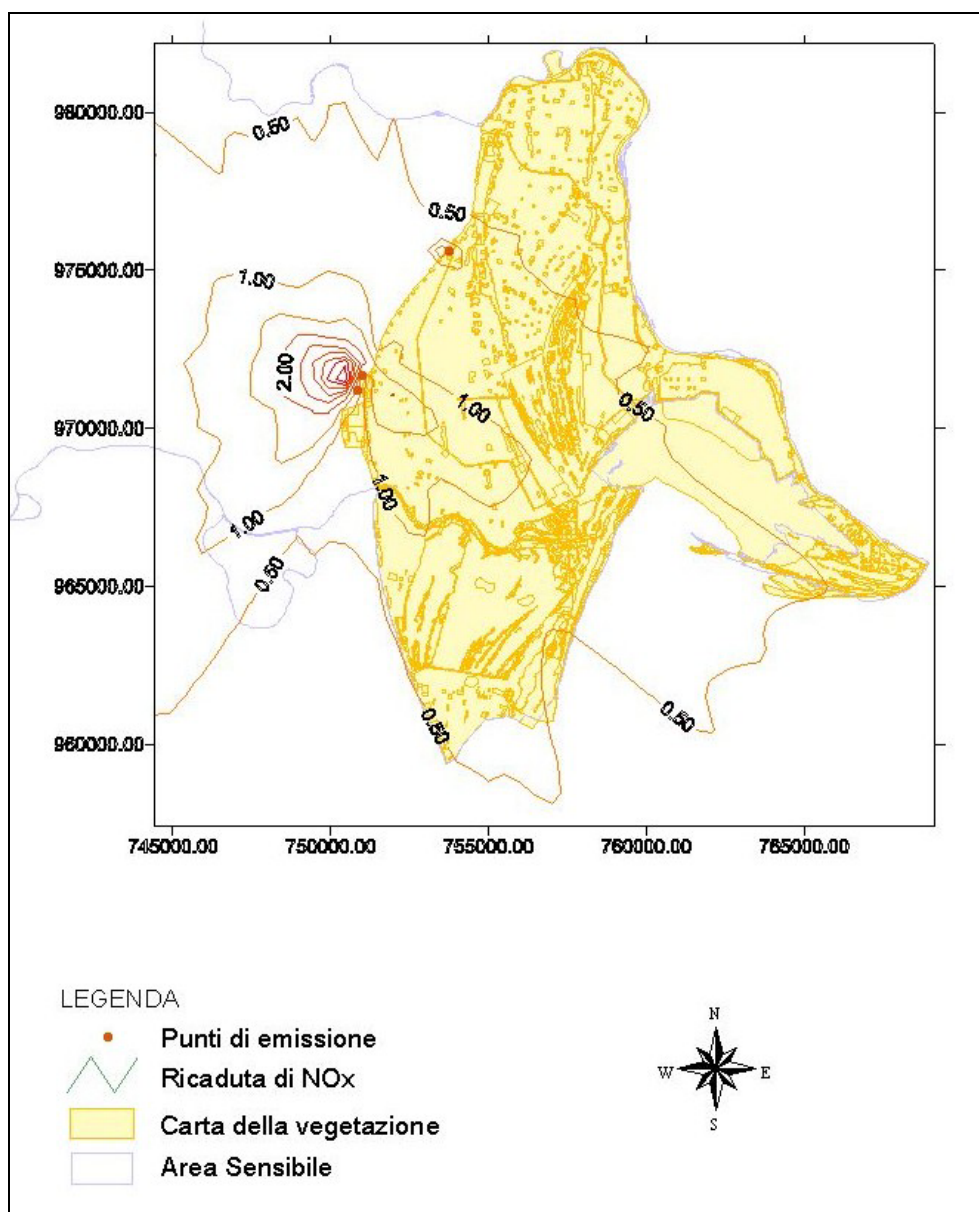 980000.00
975000.00
970000.00
965000.00
960000.00
745000.00 750000.00 755000.00 760000.00 765000.00
0.50
0.50
1.00
2.00
1.00
0.50
1.00
1.00
0.50
0.50
0.50
LEGENDA
Punti di emissione
Ricaduta di NOx
Carta della vegetazione
Area Sensibile
N
W E
S